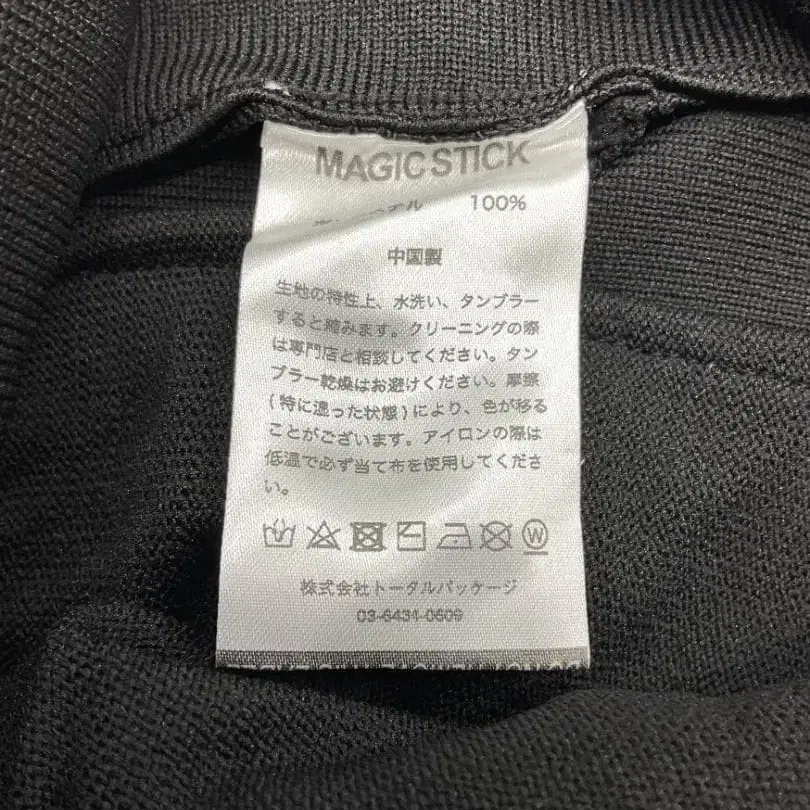 MAGIC STICK
100%
中国製
生地の特性上、水洗い、タンブラー
すると縮みます。クリーニングの際
は専門店と相談してください。タン
ブラー乾燥はお避けください。摩擦
(特に湿った状態)により、色が移る
ことがございます。アイロンの際は
低温で必ず当て布を使用してくださ
い。
W
株式会社トータルパッケージ
03-6434-0609